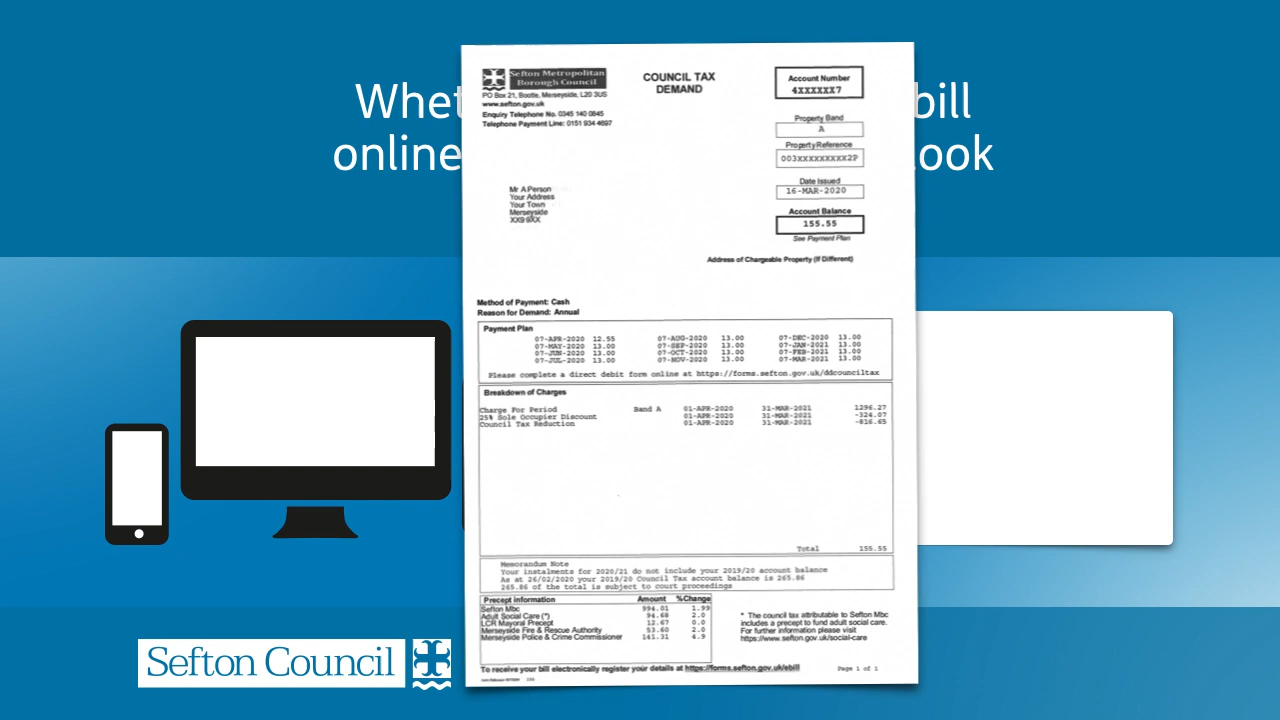 Whet bill
online ook
Sefton Metropolitan
Borough Council
PO Box 21, Bootle, Merseyside, L20 3US
www.sefton.gov.uk
Enquiry Telephone No. 0345 140 0845
Telephone Payment Line: 0151 934 4697
COUNCIL TAX
DEMAND
Account Number
4XXXXXX7
Property Band
A
Property Reference
003xxxxxxxxx2P
Date Issued
16-MAR-2020
Account Balance
155.55
See Payment Plan
Mr A Person
Your Address
Your Town
Merseyside
XX9 9XX
Address of Chargeable Property (If Different)
Method of Payment: Cash
Reason for Demand: Annual
Payment Plan
07-APR-2020 12.55 07-AUG-2020 13.00 07-DEC-2020 13.00
07-MAY-2020 13.00 07-SEP-2020 13.00 07-JAN-2021 13.00
07-JUN-2020 13.00 07-OCT-2020 13.00 07-FEB-2021 13.00
07-JUL-2020 13.00 07-NOV-2020 13.00 07-MAR-2021 13.00
Please complete a direct debit form online at https://forms.sefton.gov.uk/ddcounciltax
Breakdown of Charges
Charge For Period Band A 01-APR-2020 31-MAR-2021 1296.27
25% Sole Occupier Discount 01-APR-2020 31-MAR-2021 -324.07
Council Tax Reduction 01-APR-2020 31-MAR-2021 -816.65
Total 155.55
Memorandum Note
Your instalments for 2020/21 do not include your 2019/20 account balance
As at 26/02/2020 your 2019/20 Council Tax account balance is 265.86
265.86 of the total is subject to court proceedings
Precept information Amount %Change
Sefton Mbc 994.01 1.99
Adult Social Care (*) 94.68 2.0
LCR Mayoral Precept 12.67 0.0
Merseyside Fire & Rescue Authority 53.60 2.0
Merseyside Police & Crime Commissioner 141.31 4.9
* The council tax attributable to Sefton Mbc
includes a precept to fund adult social care.
For further information please visit
https://www.sefton.gov.uk/social-care
To receive your bill electronically register your details at https://forms.sefton.gov.uk/ebill
Page 1 of 1
Sefton Council